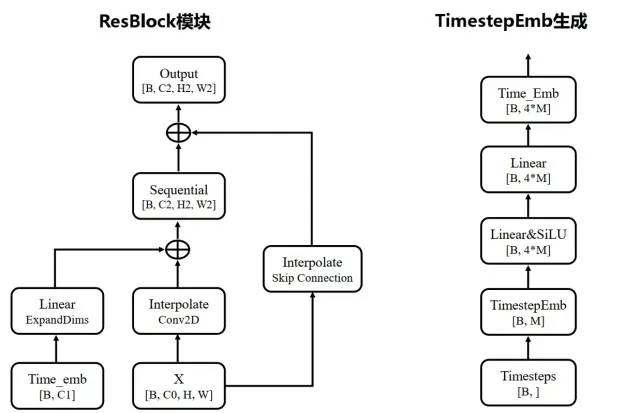 ResBlock模块
Output
[B, C2, H2, W2]
Sequential
[B, C2, H2, W2]
Interpolate
Skip Connection
Linear
ExpandDims
Interpolate
Conv2D
Time_emb
[B, C1]
X
[B, C0, H, W]
TimestepEmb生成
Time_Emb
[B, 4*M]
Linear
[B, 4*M]
Linear&SiLU
[B, 4*M]
TimestepEmb
[B, M]
Timesteps
[B, ]